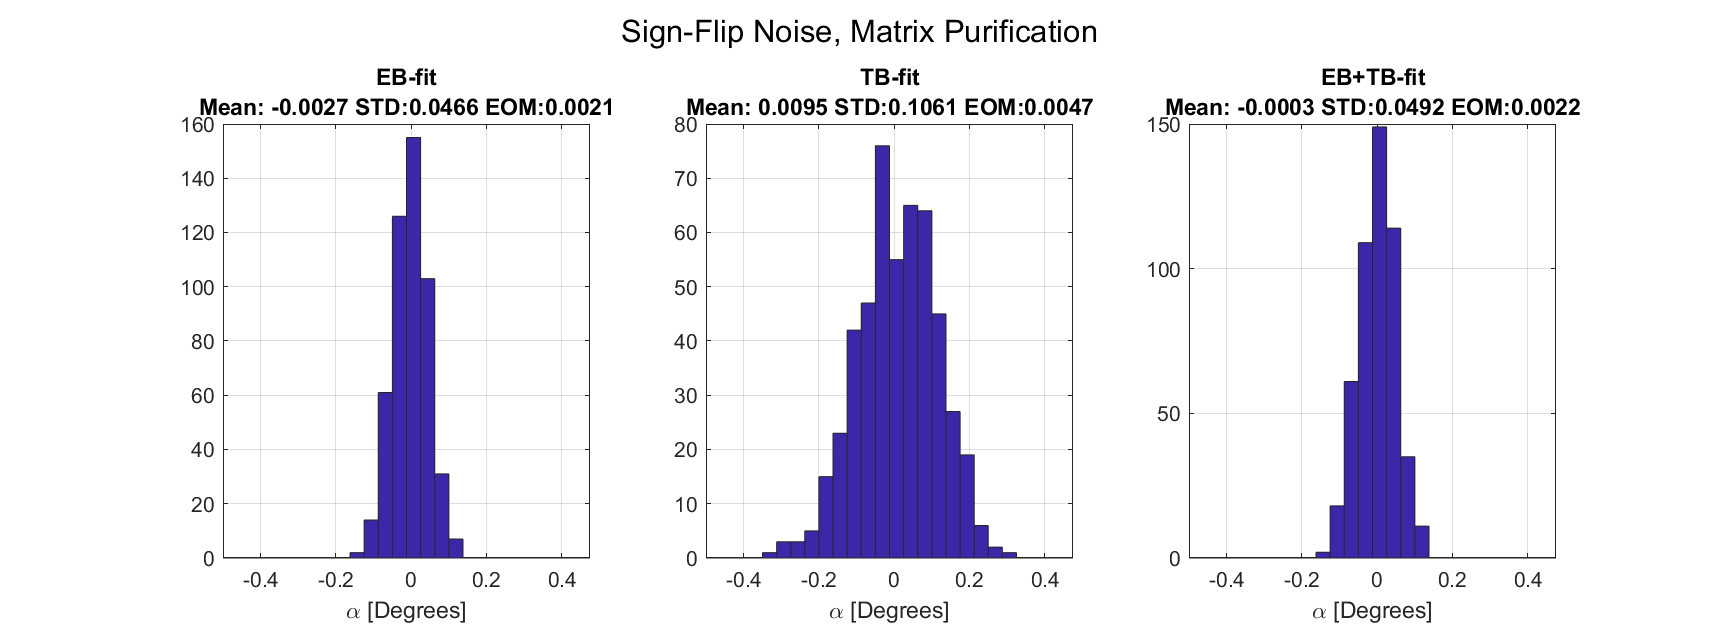 Sign-Flip Noise, Matrix Purification
EB-fit
Mean: -0.0027 STD:0.0466 EOM:0.0021
160
140
120
100
80
60
40
20
0
-0.4 -0.2 0 0.2 0.4
α [Degrees]
TB-fit
Mean: 0.0095 STD:0.1061 EOM:0.0047
80
70
60
50
40
30
20
10
0
-0.4 -0.2 0 0.2 0.4
α [Degrees]
EB+TB-fit
Mean: -0.0003 STD:0.0492 EOM:0.0022
150
100
50
0
-0.4 -0.2 0 0.2 0.4
α [Degrees]